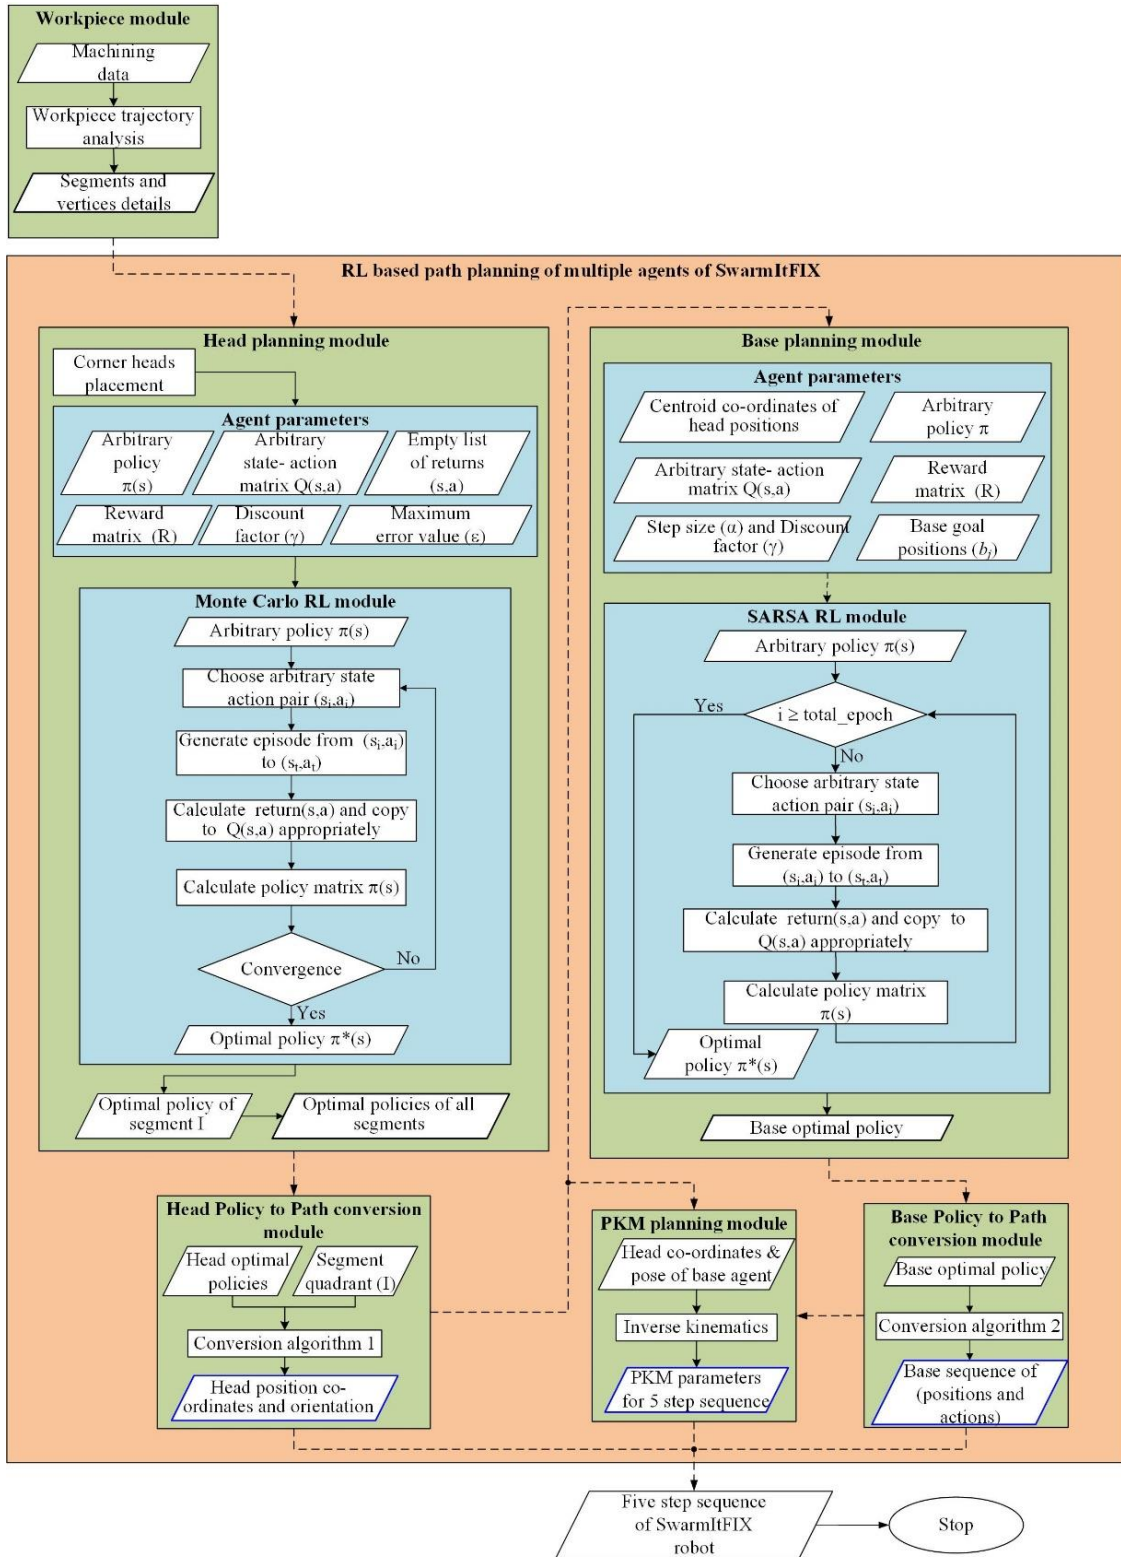 Workpiece module
Machining
data
Workpiece trajectory
analysis
Segments and
vertices details
RL based path planning of multiple agents of SwarmItFIX
Head planning module
Corner heads
placement
Agent parameters
Arbitrary
policy
π(s)
Arbitrary
state- action
matrix Q(s,a)
Empty list
of returns
(s,a)
Reward
matrix (R)
Discount
factor (γ)
Maximum
error value (ε)
Monte Carlo RL module
Arbitrary policy π(s)
Choose arbitrary state
action pair (sᵢ,aᵢ)
Generate episode from (sᵢ,aᵢ)
to (sₜ,aₜ)
Calculate return(s,a) and copy
to Q(s,a) appropriately
Calculate policy matrix π(s)
Convergence
No
Yes
Optimal policy π*(s)
Optimal policy of
segment I
Optimal policies of all
segments
Base planning module
Agent parameters
Centroid co-ordinates of
head positions
Arbitrary
policy π
Arbitrary state- action
matrix Q(s,a)
Reward
matrix (R)
Step size (α) and Discount
factor (γ)
Base goal
positions (bⱼ)
SARSA RL module
Arbitrary policy π(s)
Yes
i ≥ total_epoch
No
Choose arbitrary state
action pair (sᵢ,aᵢ)
Generate episode from
(sᵢ,aᵢ) to (sₜ,aₜ)
Calculate return(s,a) and copy to
Q(s,a) appropriately
Calculate policy matrix
π(s)
Optimal
policy π*(s)
Base optimal policy
Head Policy to Path conversion
module
Head optimal
policies
Segment
quadrant (I)
Conversion algorithm 1
Head position co-
ordinates and orientation
PKM planning module
Head co-ordinates &
pose of base agent
Inverse kinematics
PKM parameters
for 5 step sequence
Base Policy to Path
conversion module
Base optimal policy
Conversion algorithm 2
Base sequence of
(positions and
actions)
Five step sequence
of SwarmItFIX
robot
Stop